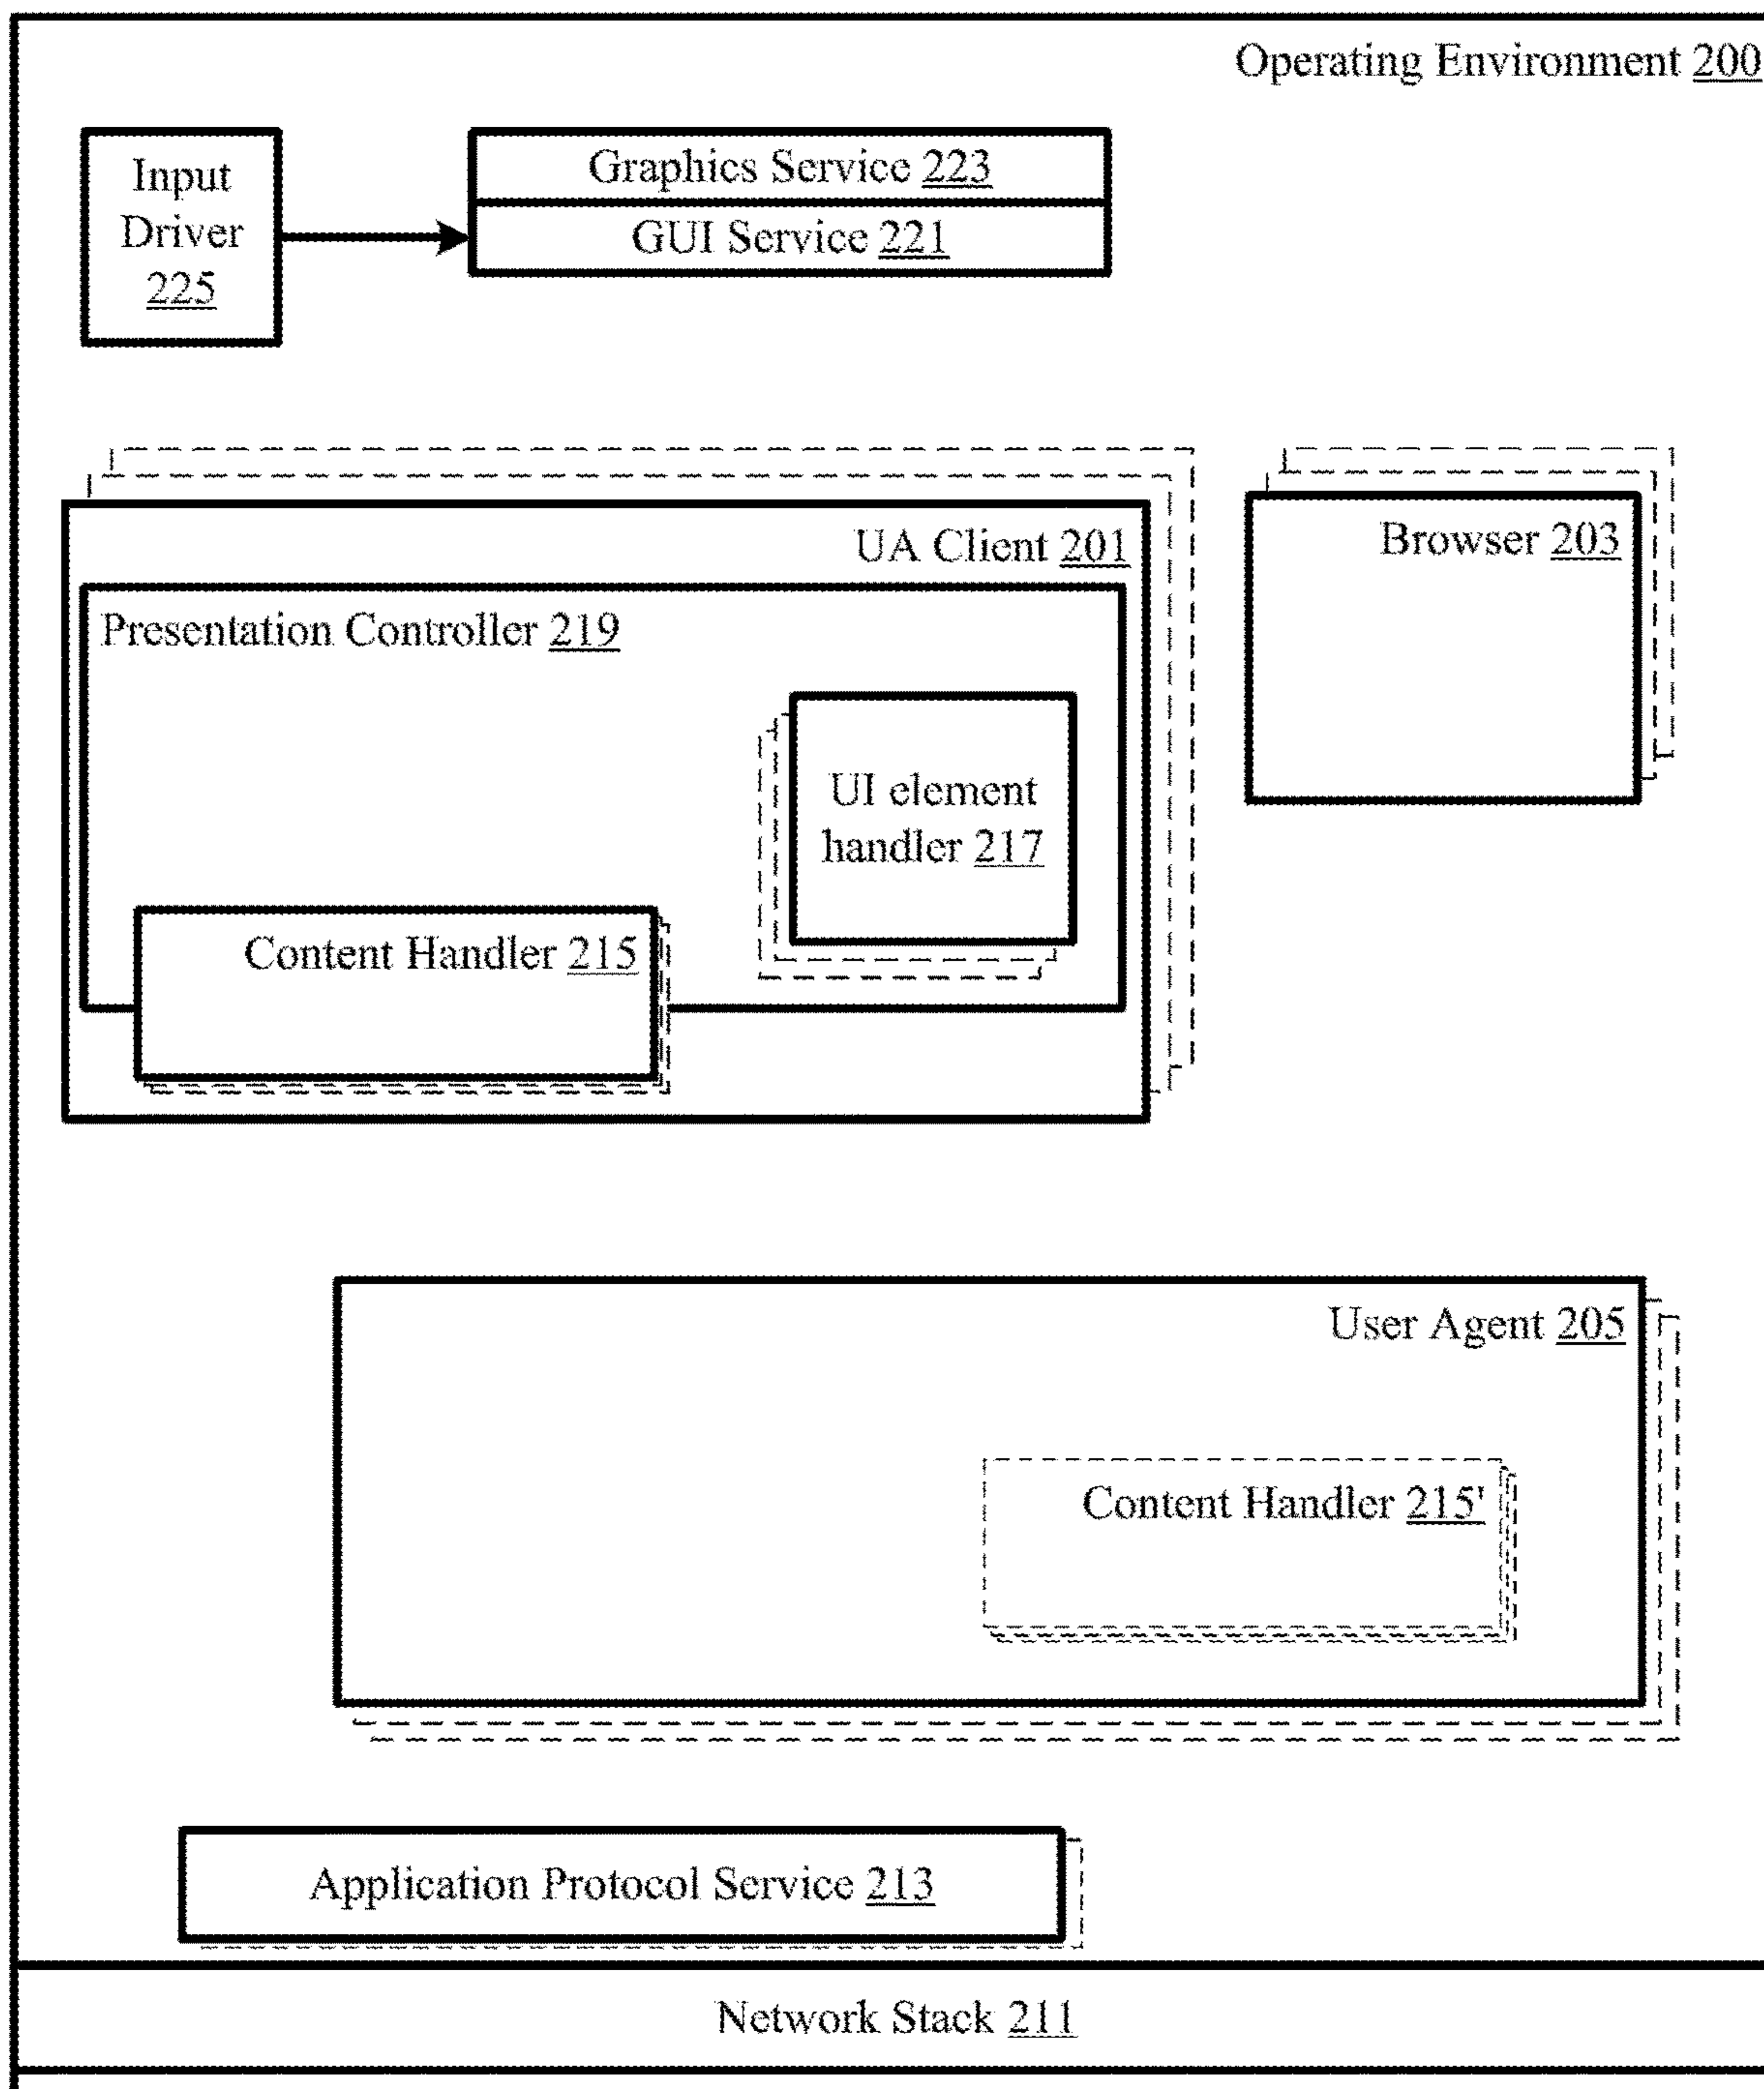 Operating Environment 200
Input
Driver
225
Graphics Service 223
GUI Service 221
UA Client 201
Browser 203
Presentation Controller 219
UI element
handler 217
Content Handler 215
User Agent 205
Content Handler 215'
Application Protocol Service 213
Network Stack 211